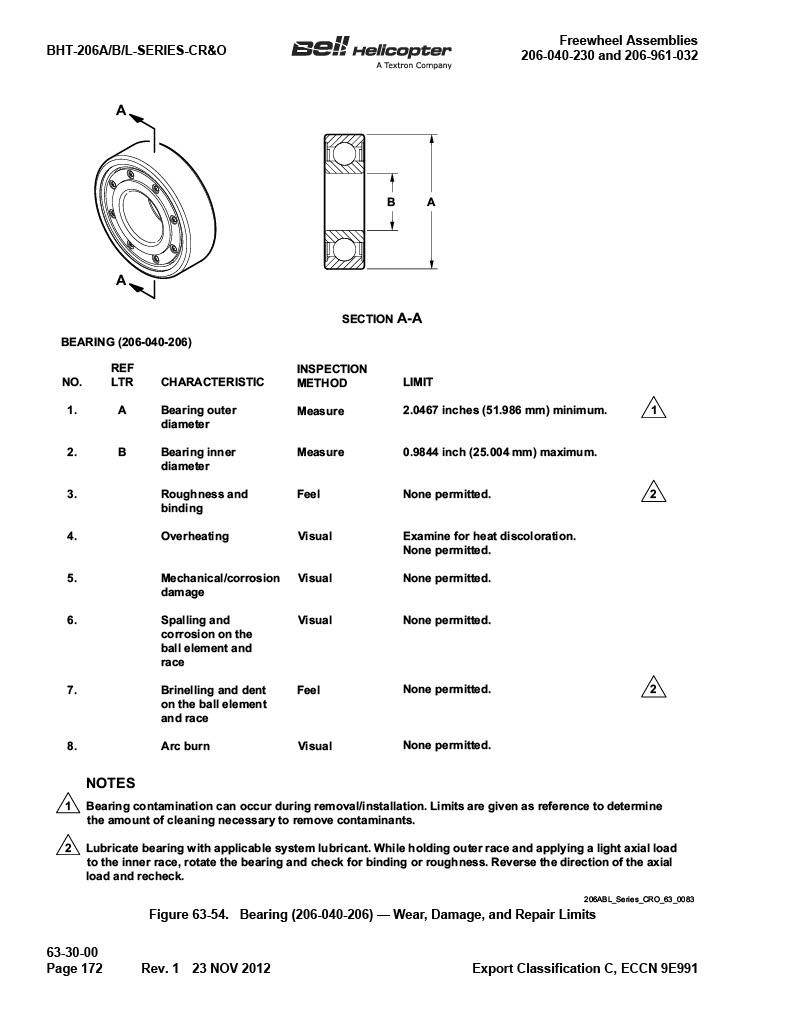 BHT-206A/B/L-SERIES-CR&O
Bell Helicopter
A Textron Company
Freewheel Assemblies
206-040-230 and 206-961-032
A
A
B
A
SECTION A-A
BEARING (206-040-206)
NO. REF LTR CHARACTERISTIC INSPECTION METHOD LIMIT
1. A Bearing outer diameter Measure 2.0467 inches (51.986 mm) minimum. 1
2. B Bearing inner diameter Measure 0.9844 inch (25.004 mm) maximum.
3. Roughness and binding Feel None permitted. 2
4. Overheating Visual Examine for heat discoloration. None permitted.
5. Mechanical/corrosion damage Visual None permitted.
6. Spalling and corrosion on the ball element and race Visual None permitted.
7. Brinelling and dent on the ball element and race Feel None permitted. 2
8. Arc burn Visual None permitted.
NOTES
1 Bearing contamination can occur during removal/installation. Limits are given as reference to determine
the amount of cleaning necessary to remove contaminants.
2 Lubricate bearing with applicable system lubricant. While holding outer race and applying a light axial load
to the inner race, rotate the bearing and check for binding or roughness. Reverse the direction of the axial
load and recheck.
206ABL_Series_CRO_63_0083
Figure 63-54. Bearing (206-040-206) — Wear, Damage, and Repair Limits
63-30-00
Page 172 Rev. 1 23 NOV 2012 Export Classification C, ECCN 9E991